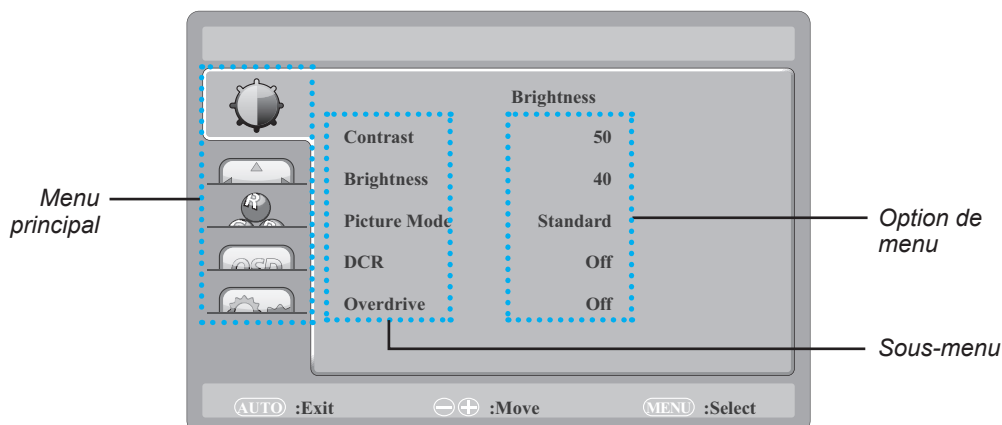 Brightness
Contrast 50
Brightness 40
Picture Mode Standard
DCR Off
Overdrive Off
Menu
principal
Option de
menu
Sous-menu
R
OSD
AUTO :Exit
:Move
MENU :Select